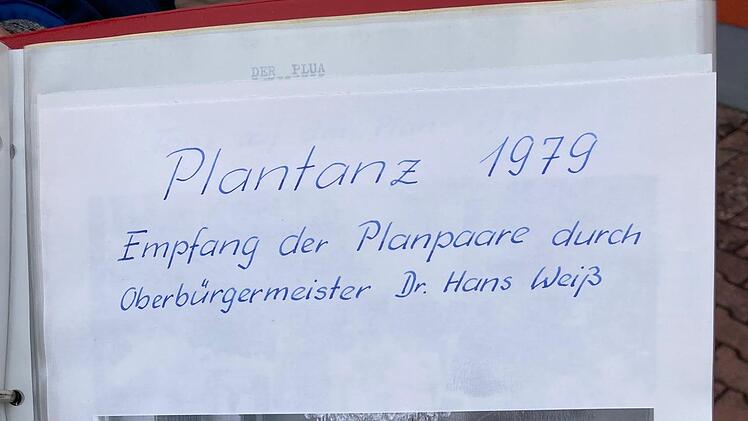 DER PLUA
Plantanz 1979
Empfang der Planpaare durch
Oberbürgermeister Dr. Hans Weiß